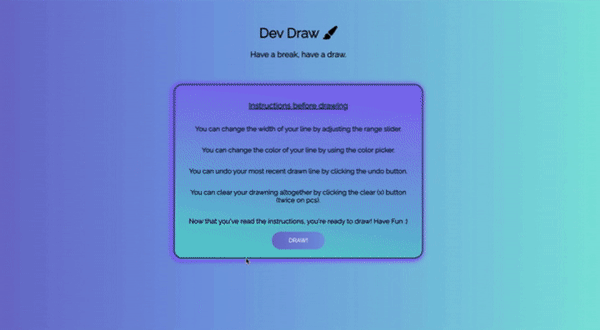 Dev Draw
Have a break, have a draw.
Instructions before drawing
You can change the width of your line by adjusting the range slider.
You can change the color of your line by using the color picker.
You can undo your most recent drawn line by clicking the undo button.
You can clear your drawning altogether by clicking the clear (x) button
(twice on pcs).
Now that you've read the instructions, you're ready to draw! Have Fun :)
DRAW!